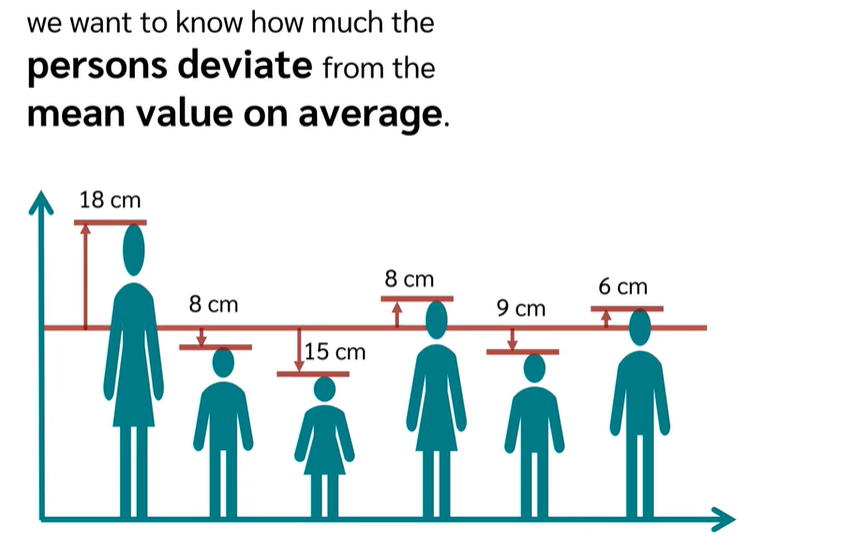 we want to know how much the
persons deviate from the
mean value on average.
18 cm
8 cm
15 cm
8 cm
9 cm
6 cm